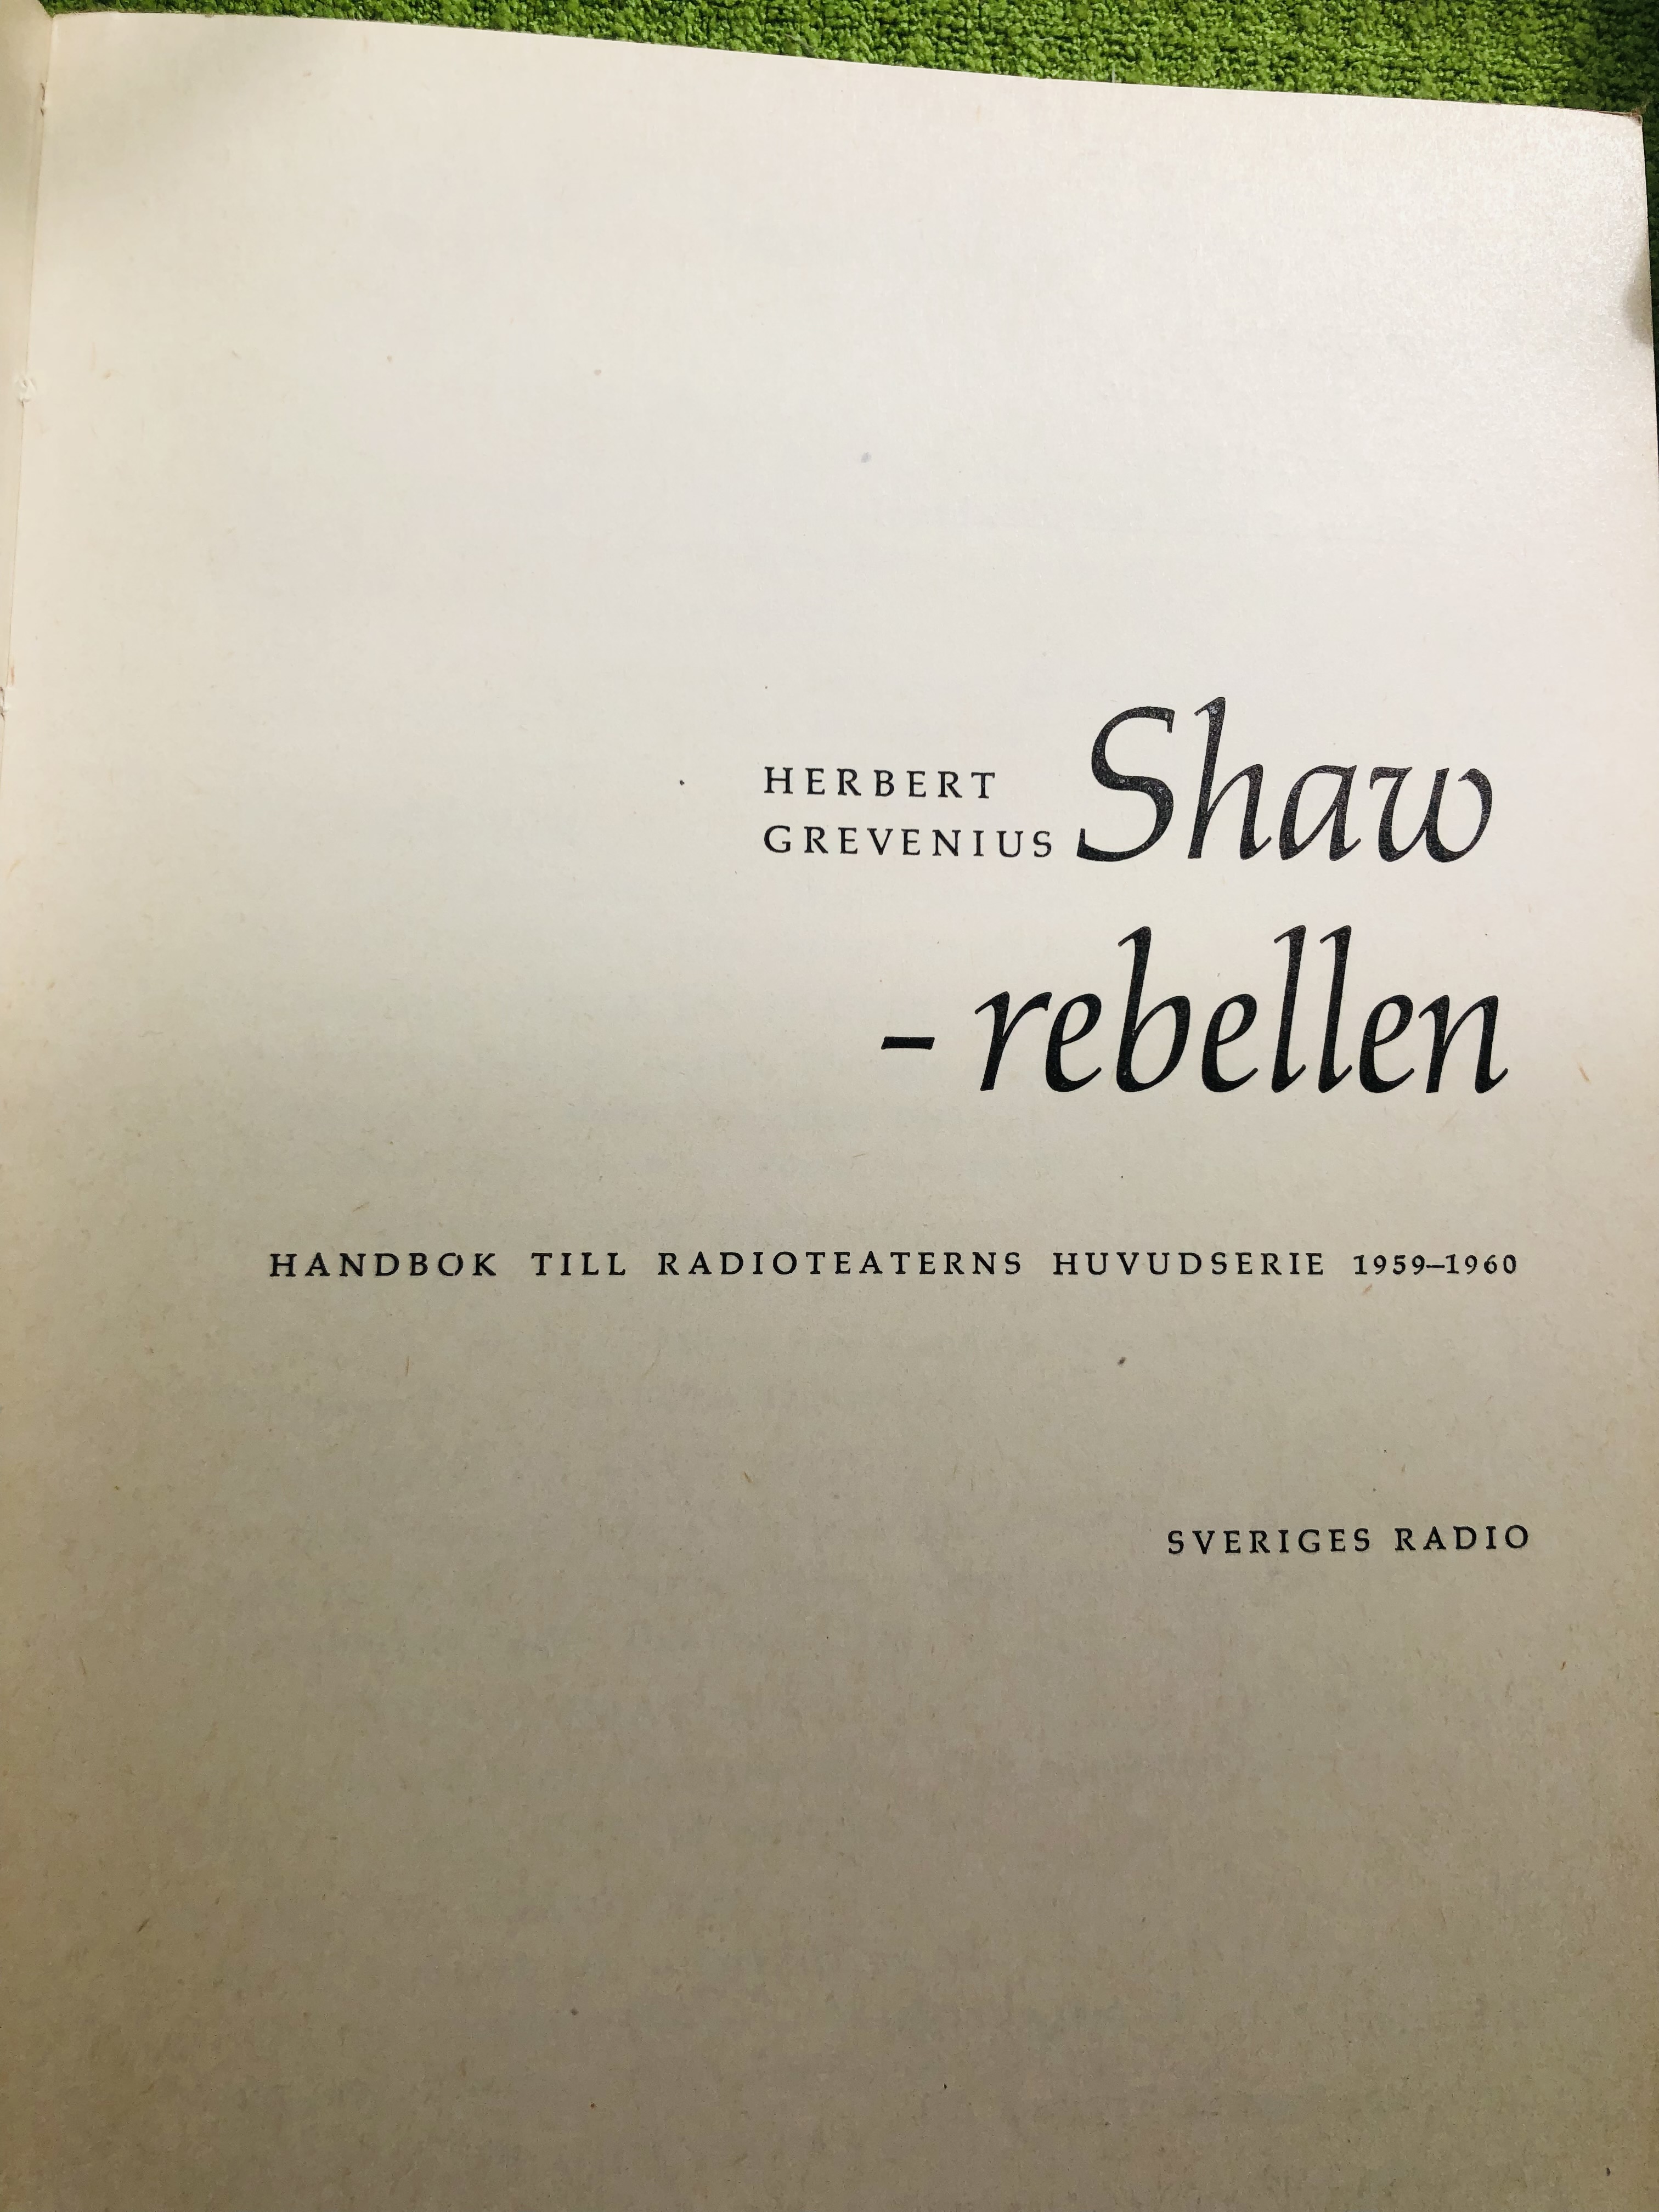 HERBERT
GREVENIUS Shaw
– rebellen
HANDBOK TILL RADIOTEATERNS HUVUDSERIE 1959–1960
SVERIGES RADIO